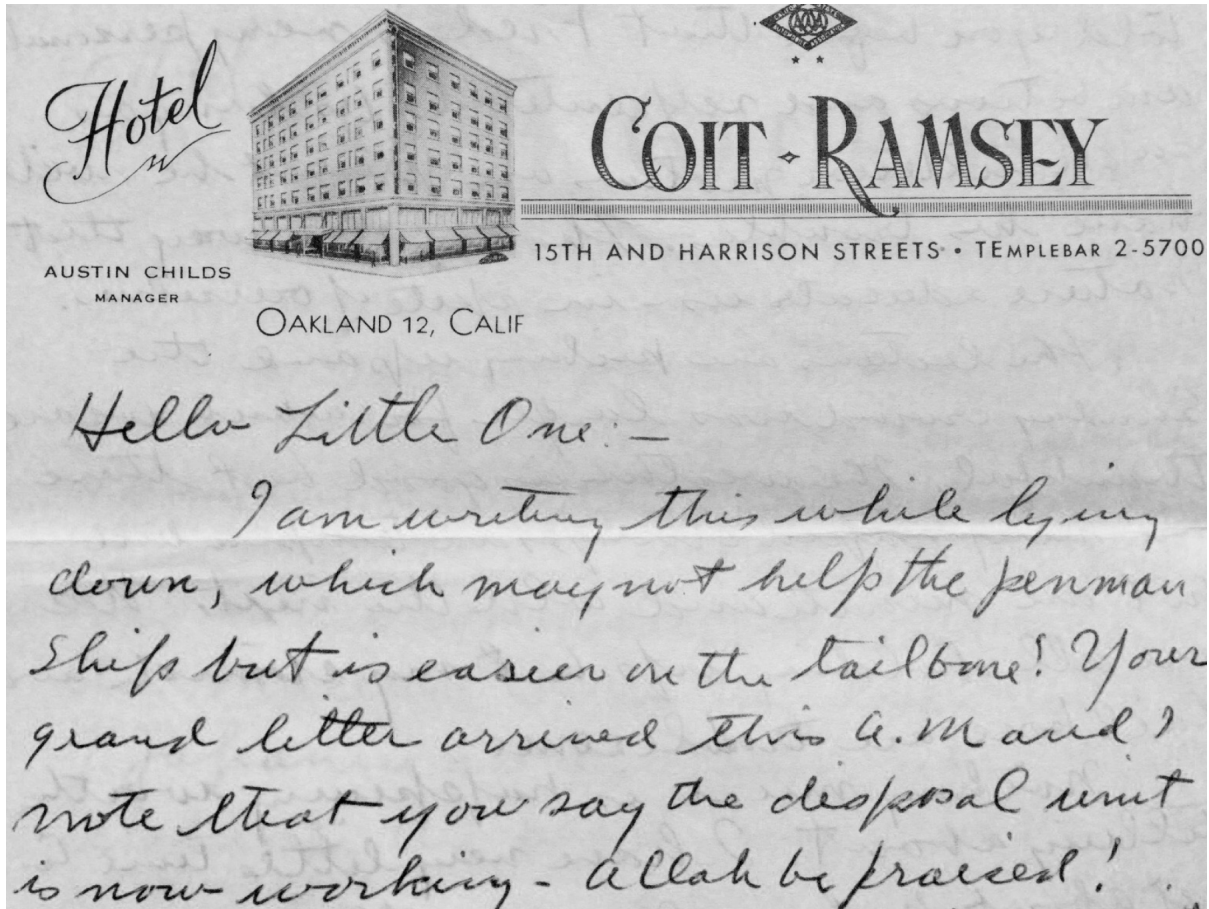 Hotel
AAA
COIT - RAMSEY
15TH AND HARRISON STREETS • TEMPLEBAR 2-5700
AUSTIN CHILDS
MANAGER
OAKLAND 12, CALIF
Hello Little One:-
I am writing this while lying
down, which may not help the penman
ship but is easier on the tailbone! Your
grand letter arrived this A.M and I
note that you say the disposal unit
is now working - Allah be praised!